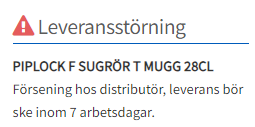 Leveransstörning
PIPLOCK F SUGRÖR T MUGG 28CL
Försening hos distributör, leverans bör
ske inom 7 arbetsdagar.